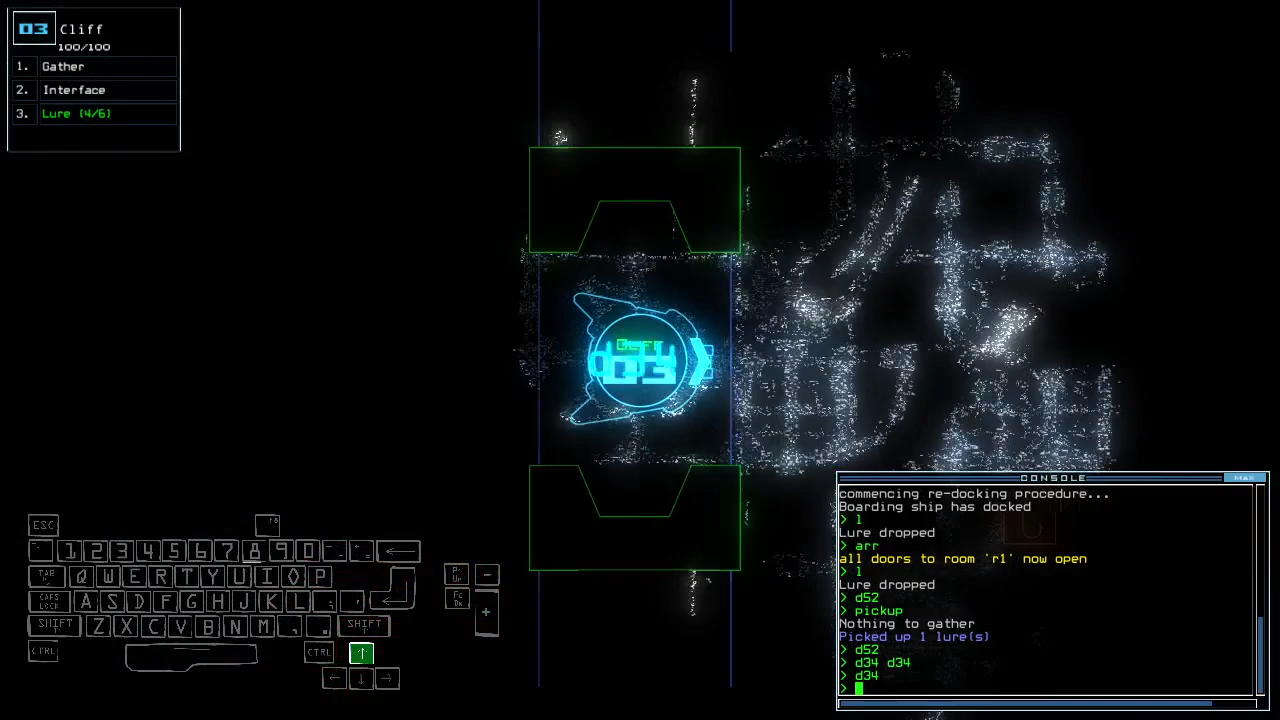 03 Cliff
100/100
1. Gather
2. Interface
3. Lure (4/6)
03
CONSOLE
MAX
commencing re-docking procedure...
Boarding ship has docked
> l
Lure dropped
> arr
all doors to room 'r1' now open
> l
Lure dropped
> d52
> pickup
Nothing to gather
Picked up 1 lure(s)
> d52
> d34 d34
> d34
>
ESC
1 2 3 4 5 6 7 8 9 0
TAB Q W E R T Y U I O P
CAPS LOCK A S D F G H J K L ;
SHIFT Z X C V B N M , . SHIFT
CTRL CTRL ↑
← ↓ →